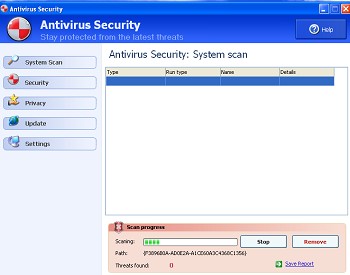 Antivirus Security
Antivirus Security
Stay protected from the latest threats
Help
System Scan
Security
Privacy
Update
Settings
Antivirus Security: System scan
Type Run type Name Details
Scan progress
Scaning: Stop Remove
Path: {F3896B0A-AD0E2A-A1CD60A3C4368C1356}
Threats found: 0 Save Report